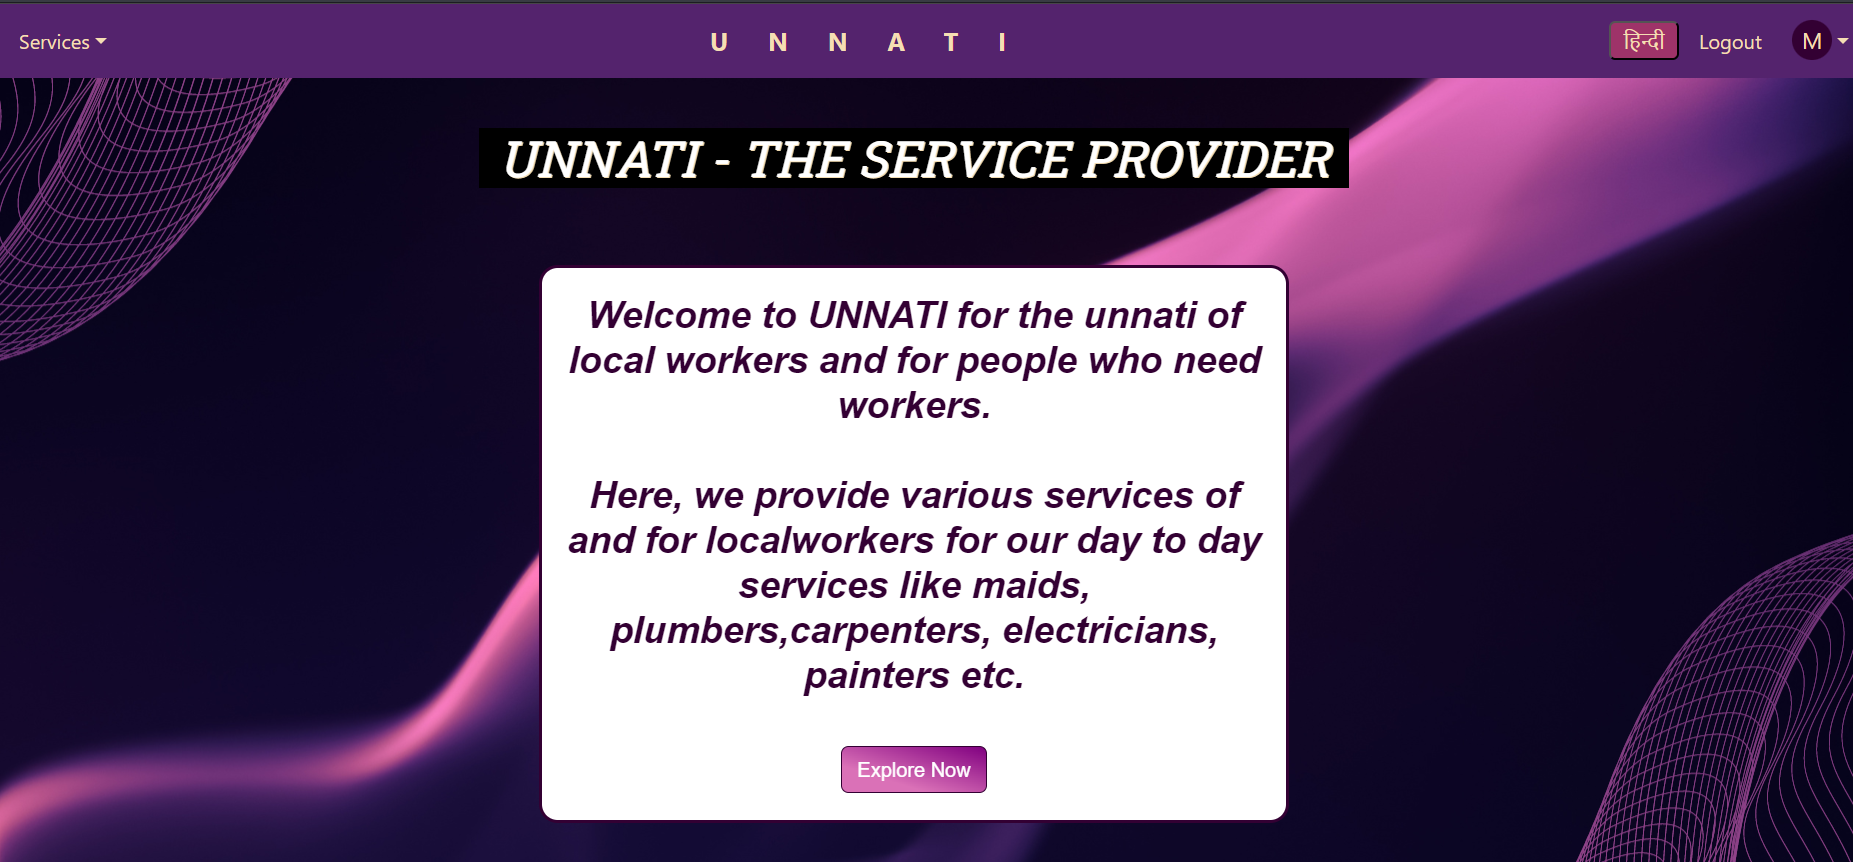 Services
U N N A T I
हिन्दी
Logout
M
UNNATI - THE SERVICE PROVIDER
Welcome to UNNATI for the unnati of
local workers and for people who need
workers.
Here, we provide various services of
and for localworkers for our day to day
services like maids,
plumbers,carpenters, electricians,
painters etc.
Explore Now